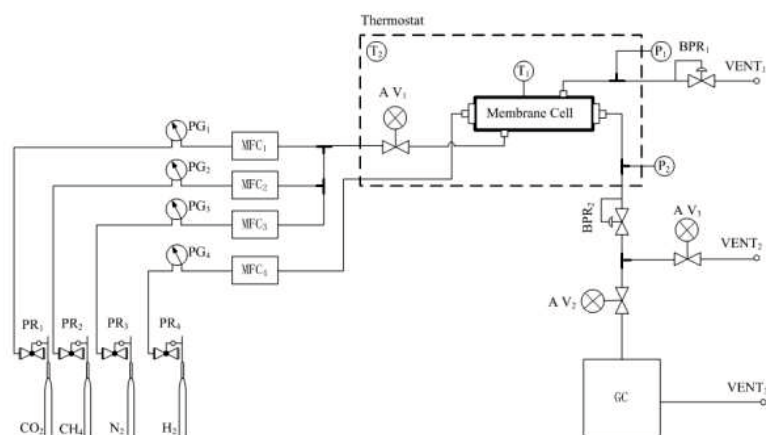 Thermostat
T2
P1
BPR1
VENT1
T1
A V1
Membrane Cell
PG1
MFC1
PG2
MFC2
P2
PG3
MFC3
BPR2
A V3
VENT2
PG4
MFC4
A V2
PR1
PR2
PR3
PR4
GC
CO2
CH4
N2
H2